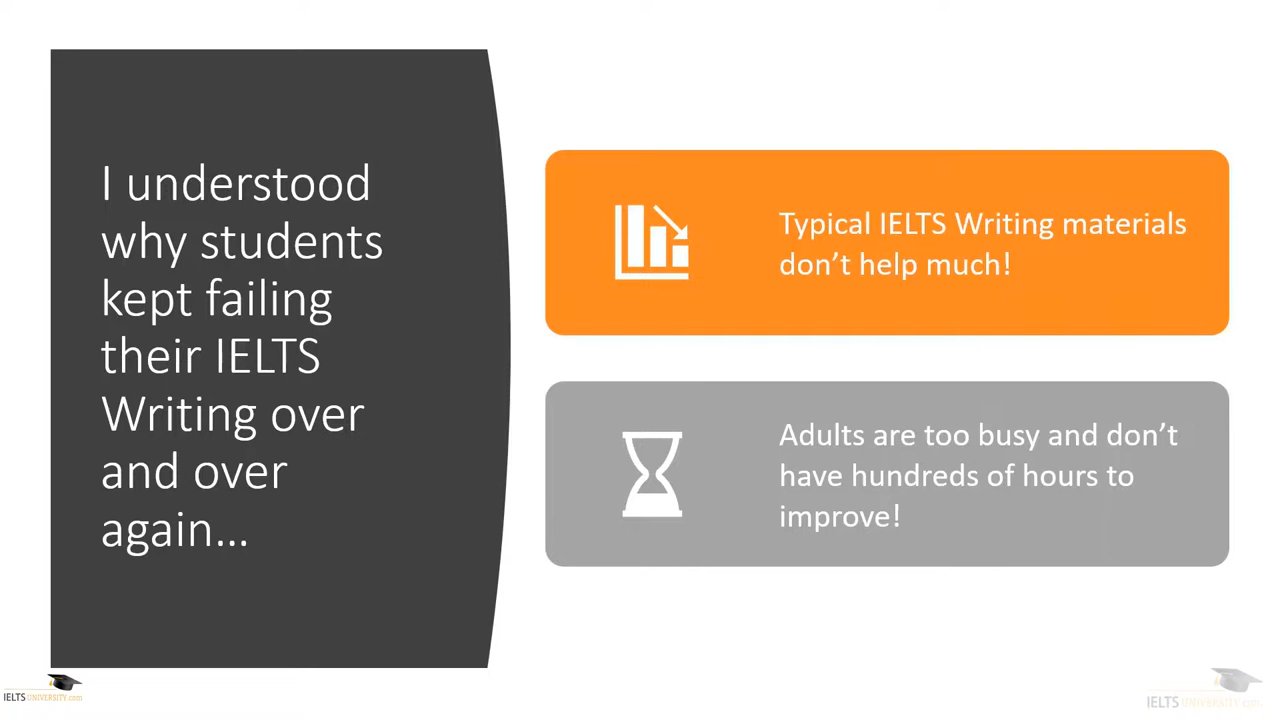 I understood
why students
kept failing
their IELTS
Writing over
and over
again...
Typical IELTS Writing materials
don't help much!
Adults are too busy and don't
have hundreds of hours to
improve!
IELTS UNIVERSITY.com
IELTS UNIVERSITY.com